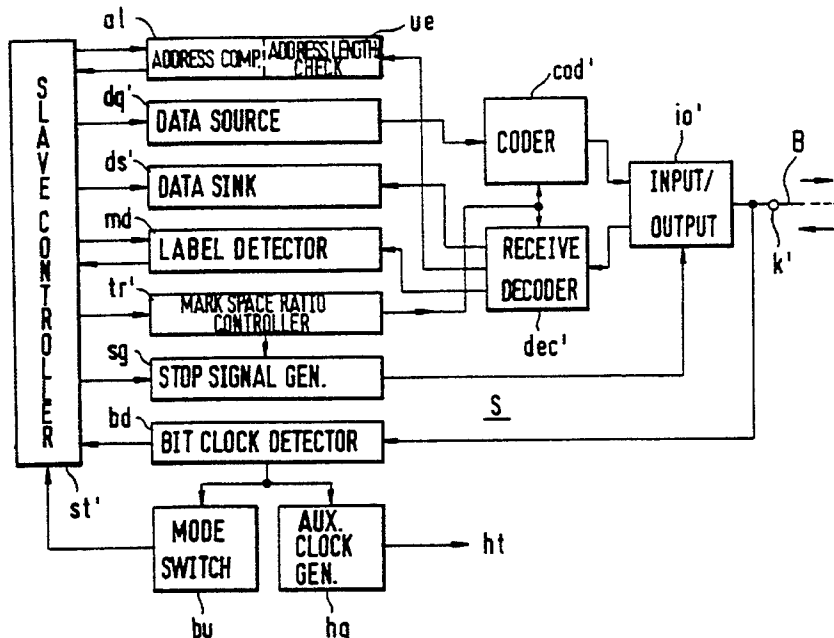 al
ue
SLAVE CONTROLLER
ADDRESS COMP.
ADDRESS LENGTH
CHECK
cod'
dq'
DATA SOURCE
CODER
io'
ds'
DATA SINK
INPUT/
OUTPUT
B
md
LABEL DETECTOR
RECEIVE
DECODER
k'
tr'
MARK SPACE RATIO
CONTROLLER
dec'
sg
STOP SIGNAL GEN.
S
bd
BIT CLOCK DETECTOR
st'
MODE
SWITCH
AUX.
CLOCK
GEN.
ht
bu
hg